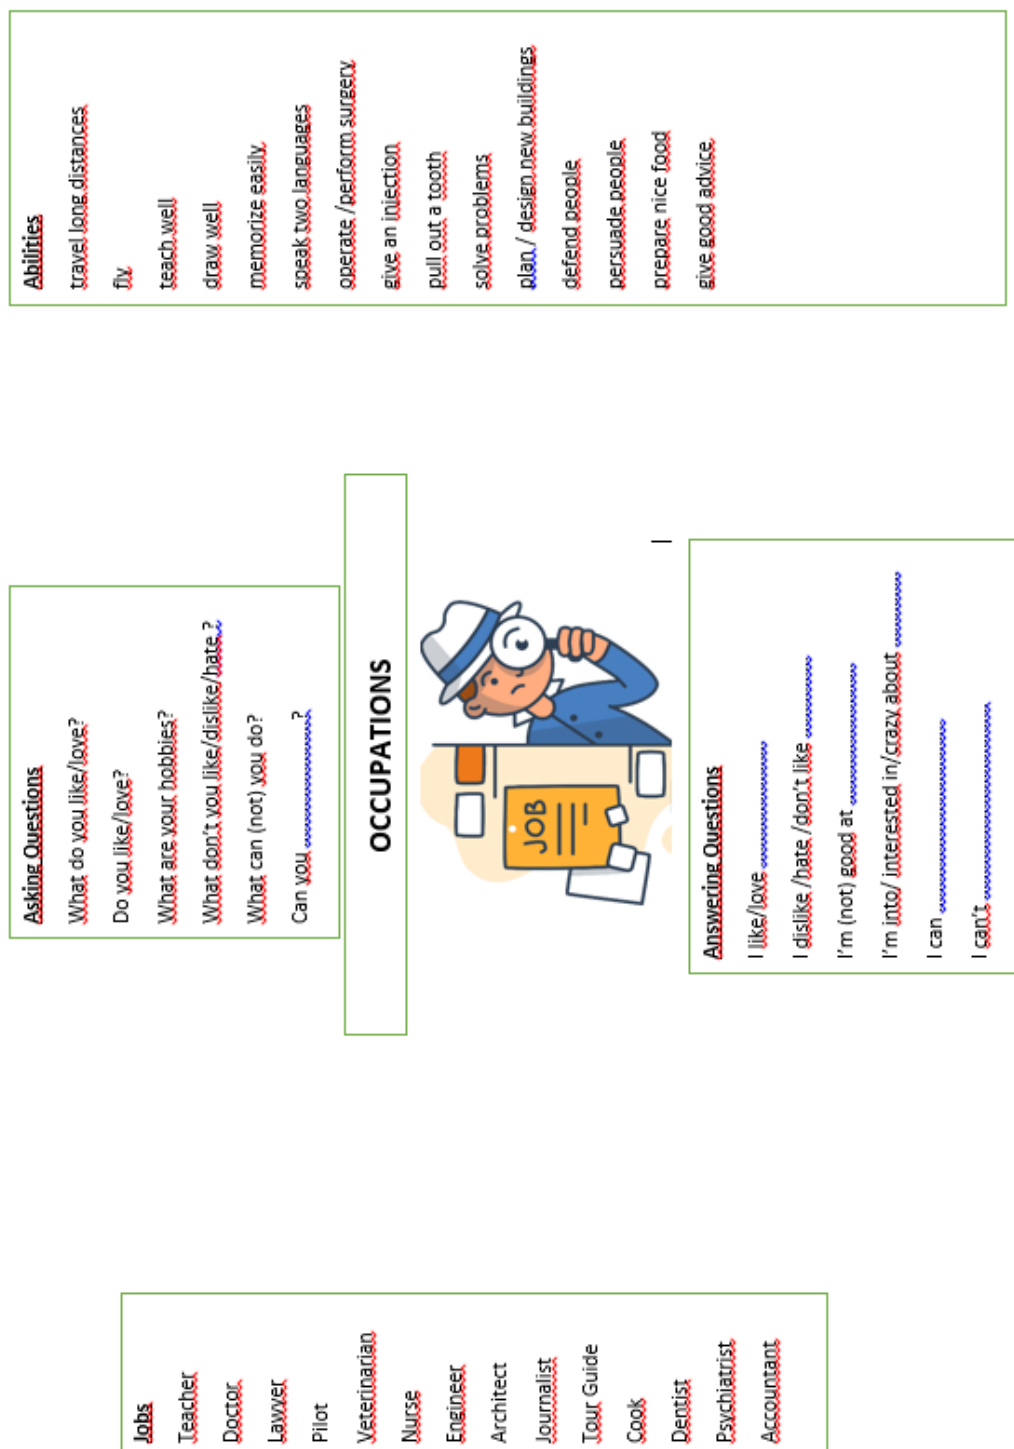 Jobs
Teacher
Doctor
Lawyer
Pilot
Veterinarian
Nurse
Engineer
Architect
Journalist
Tour Guide
Cook
Dentist
Psychiatrist
Accountant
Asking Questions
What do you like/love?
Do you like/love?
What are your hobbies?
What don't you like/dislike/hate ?
What can (not) you do?
Can you ....................?
OCCUPATIONS
JOB
Answering Questions
I like/love ....................
I dislike /hate /don't like .............
I'm (not) good at ......................
I'm into/ interested in/crazy about ............
I can ...............................
I can't ...............................
Abilities
travel long distances
fly
teach well
draw well
memorize easily
speak two languages
operate /perform surgery
give an injection
pull out a tooth
solve problems
plan / design new buildings
defend people
persuade people
prepare nice food
give good advice